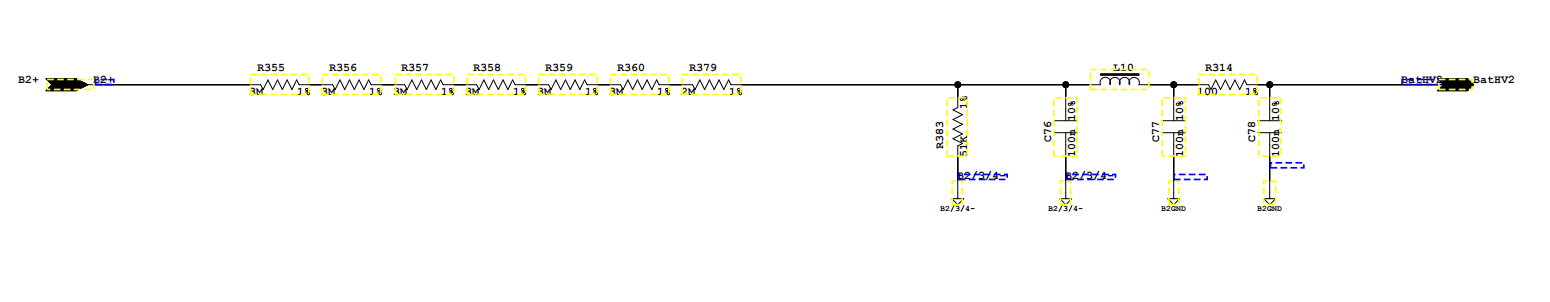 R355 R356 R357 R358 R359 R360 R379 L10 R314
B2+ B2+ BatHV2
3M 1% 3M 1% 3M 1% 3M 1% 3M 1% 3M 1% 2M 1% 100 1%
R383 51K 1% C76 100n 10% C77 100n 10% C78 100n 10%
B2/3/4- B2/3/4-
B2/3/4- B2/3/4- B2GND B2GND